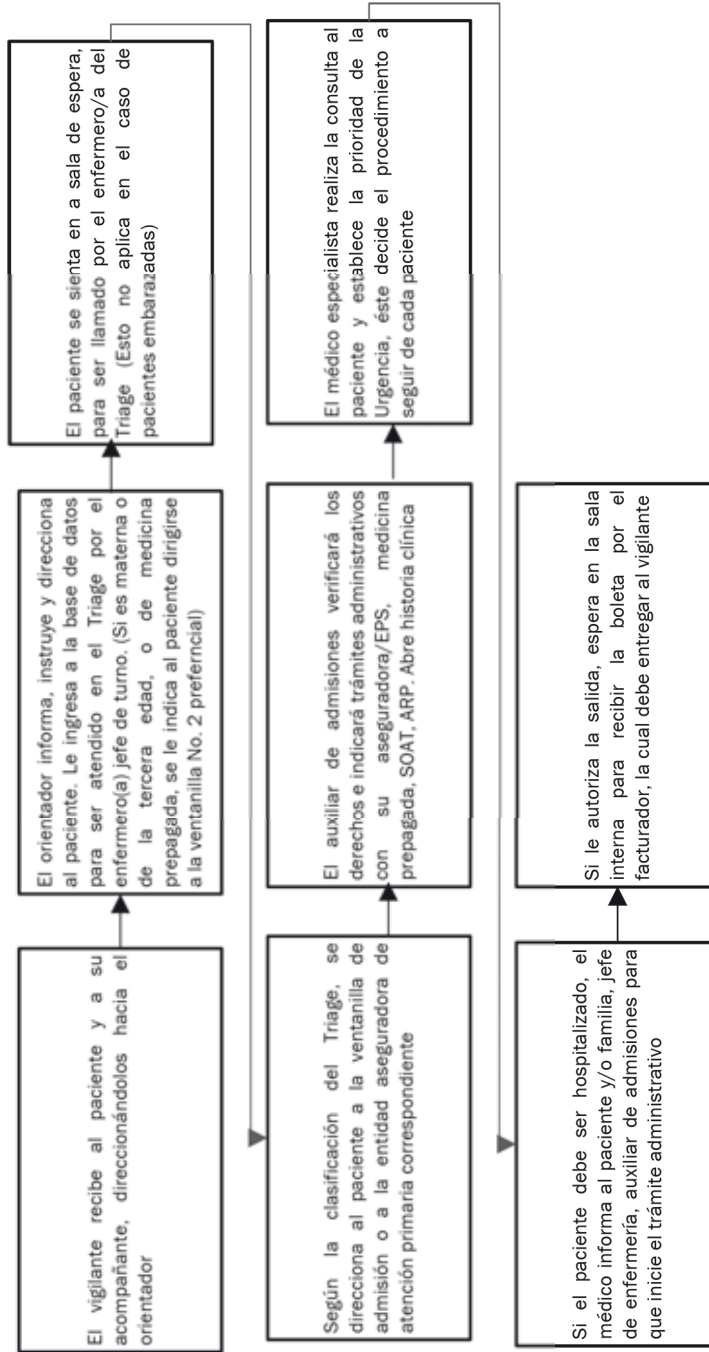 El vigilante recibe al paciente y a su
acompañante, direccionándolos hacia el
orientador
El orientador informa, instruye y direcciona
al paciente. Le ingresa a la base de datos
para ser atendido en el Triage por el
enfermero(a) jefe de turno. (Si es materna o
de la tercera edad, o de medicina
prepagada, se le indica al paciente dirigirse
a la ventanilla No. 2 preferncial)
El paciente se sienta en a sala de espera,
para ser llamado por el enfermero/a del
Triage (Esto no aplica en el caso de
pacientes embarazadas)
Según la clasificación del Triage, se
direcciona al paciente a la ventanilla de
admisión o a la entidad aseguradora de
atención primaria correspondiente
El auxiliar de admisiones verificará los
derechos e indicará trámites administrativos
con su aseguradora/EPS, medicina
prepagada, SOAT, ARP. Abre historia clínica
El médico especialista realiza la consulta al
paciente y establece la prioridad de la
Urgencia, éste decide el procedimiento a
seguir de cada paciente
Si el paciente debe ser hospitalizado, el
médico informa al paciente y/o familia, jefe
de enfermería, auxiliar de admisiones para
que inicie el trámite administrativo
Si le autoriza la salida, espera en la sala
interna para recibir la boleta por el
facturador, la cual debe entregar al vigilante